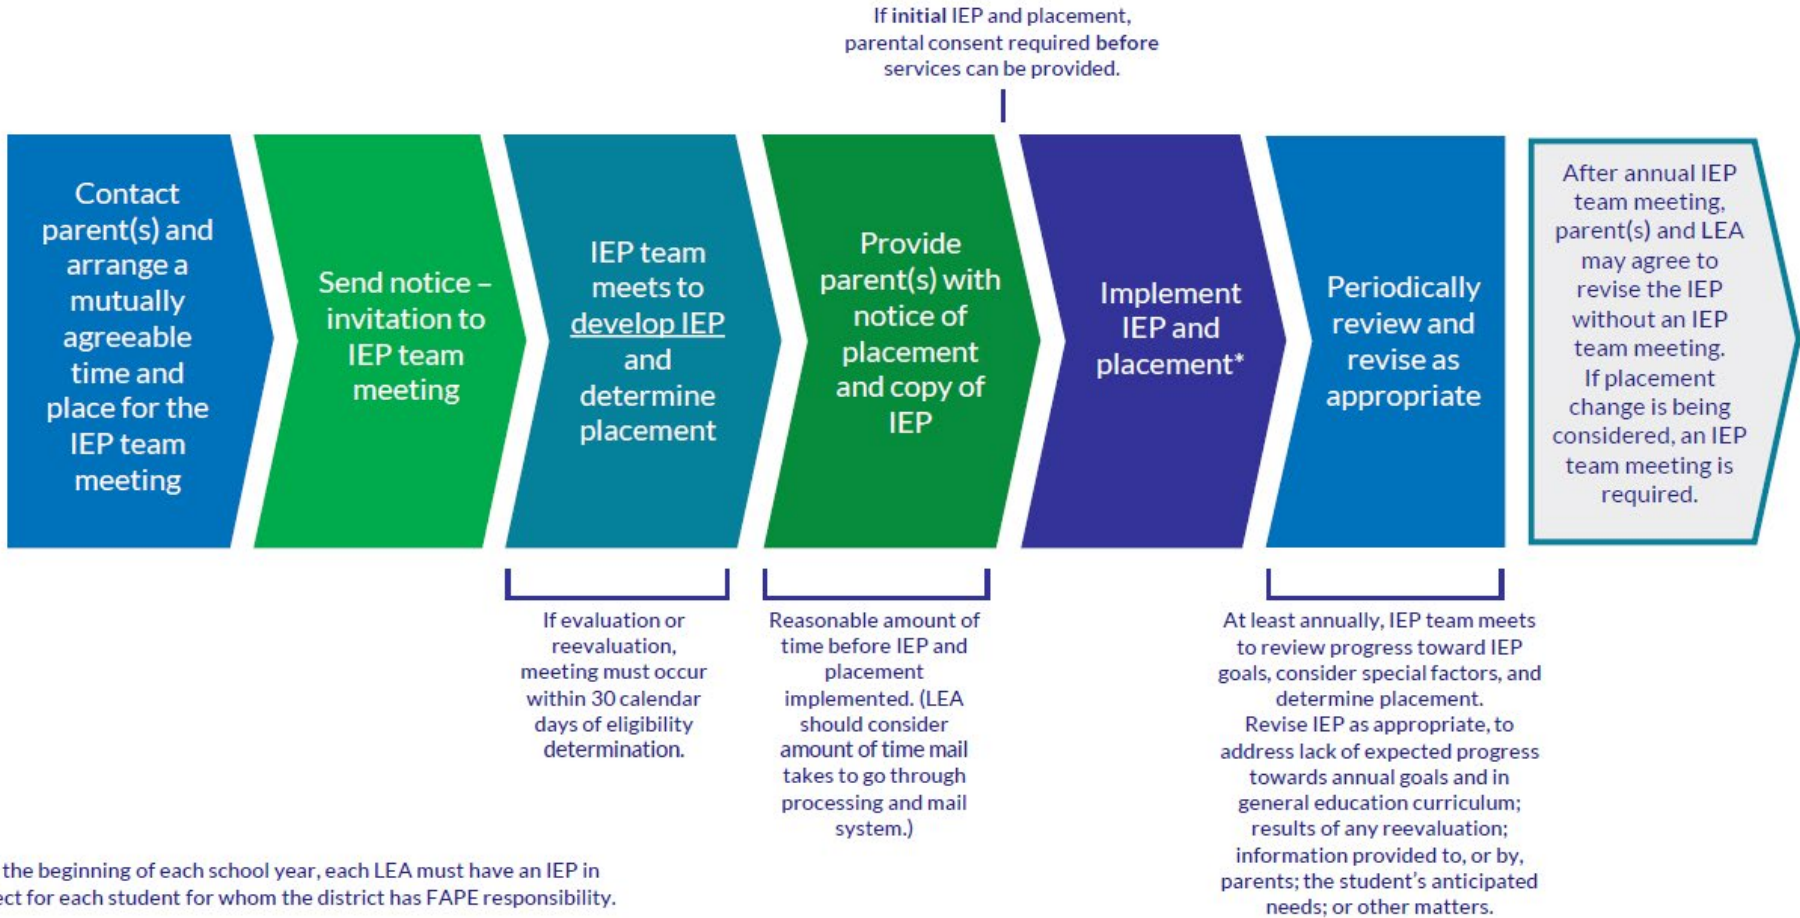 If initial IEP and placement,
parental consent required before
services can be provided.
Contact
parent(s) and
arrange a
mutually
agreeable
time and
place for the
IEP team
meeting
Send notice –
invitation to
IEP team
meeting
IEP team
meets to
develop IEP
and
determine
placement
Provide
parent(s) with
notice of
placement
and copy of
IEP
Implement
IEP and
placement*
Periodically
review and
revise as
appropriate
After annual IEP
team meeting,
parent(s) and LEA
may agree to
revise the IEP
without an IEP
team meeting.
If placement
change is being
considered, an IEP
team meeting is
required.
If evaluation or
reevaluation,
meeting must occur
within 30 calendar
days of eligibility
determination.
Reasonable amount of
time before IEP and
placement
implemented. (LEA
should consider
amount of time mail
takes to go through
processing and mail
system.)
At least annually, IEP team meets
to review progress toward IEP
goals, consider special factors, and
determine placement.
Revise IEP as appropriate, to
address lack of expected progress
towards annual goals and in
general education curriculum;
results of any reevaluation;
information provided to, or by,
parents; the student's anticipated
needs; or other matters.
the beginning of each school year, each LEA must have an IEP in
for each student for whom the district has FAPE responsibility.